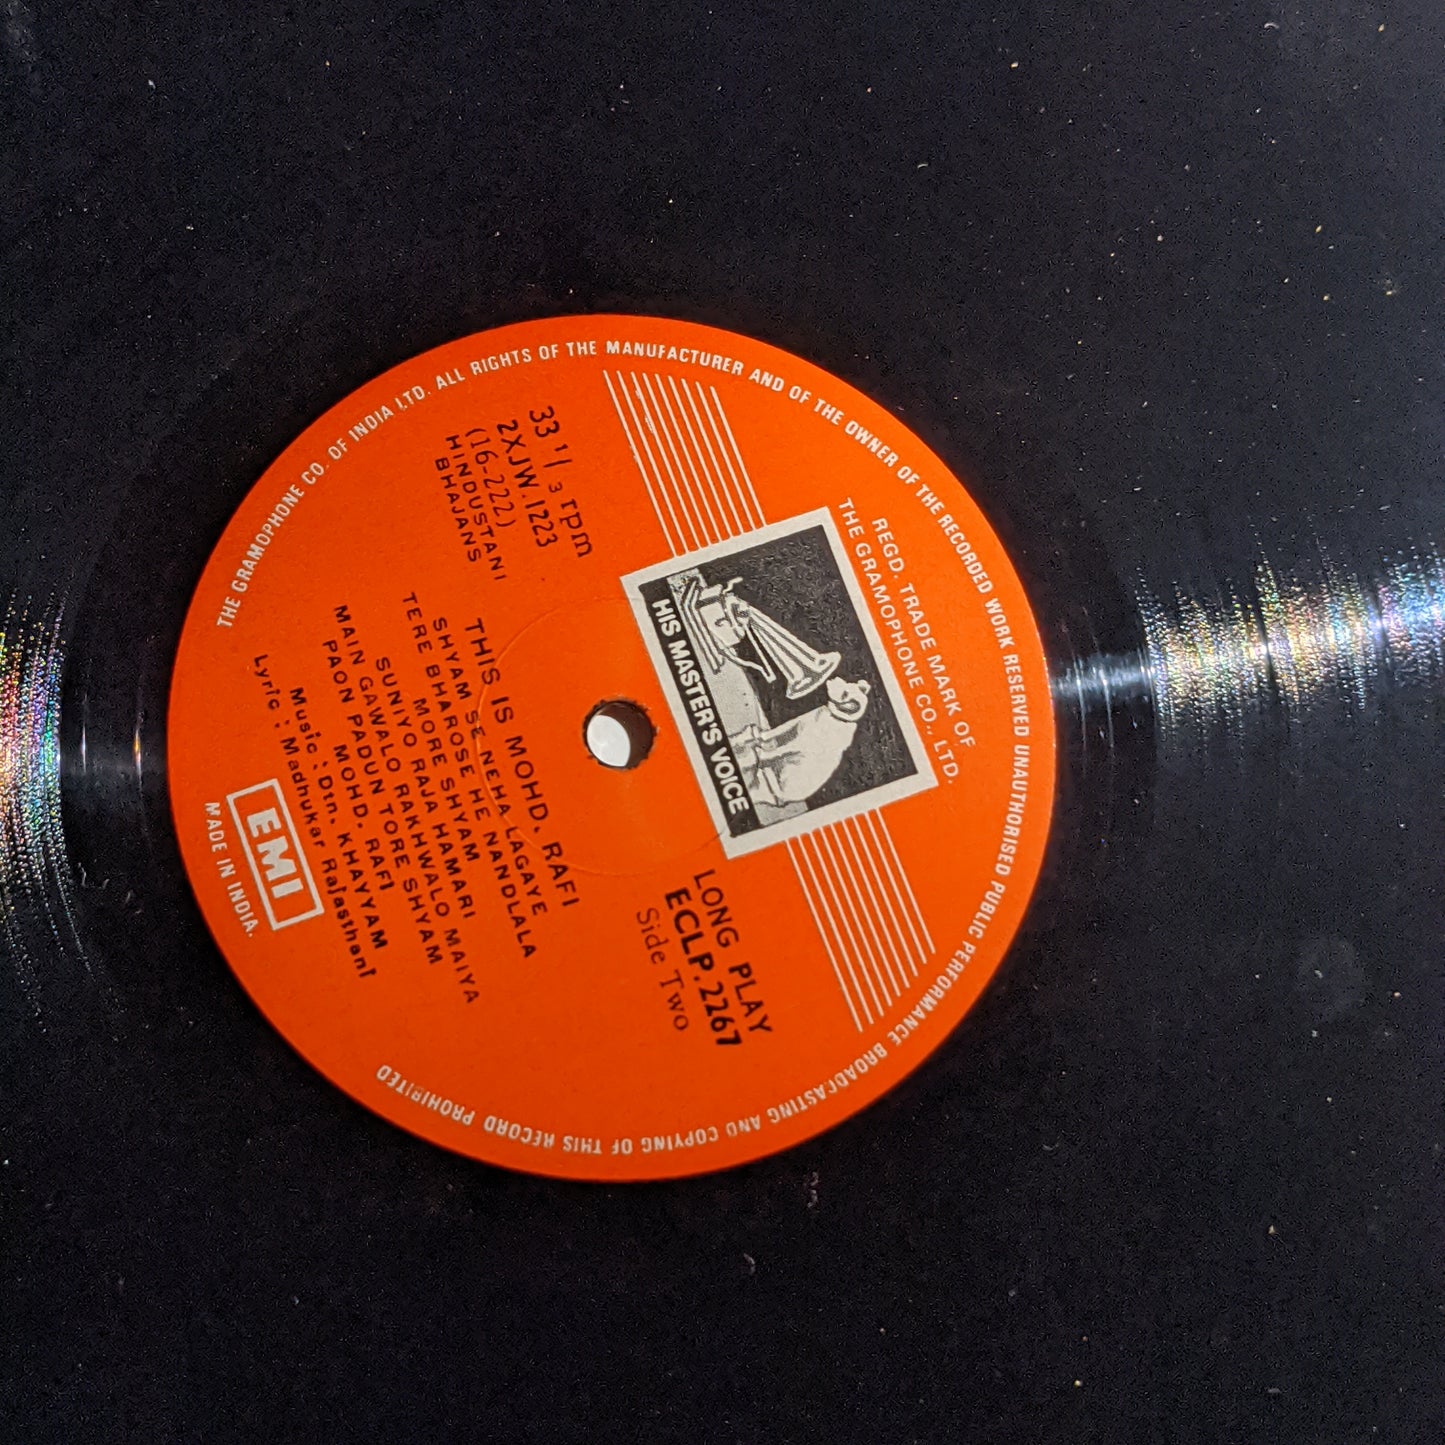 THE GRAMOPHONE CO. OF INDIA LTD. ALL RIGHTS OF THE MANUFACTURER AND OF THE OWNER OF THE RECORDED WORK RESERVED UNAUTHORISED PUBLIC PERFORMANCE BROADCASTING AND COPYING OF THIS RECORD PROHIBITED
REGD. TRADE MARK OF
THE GRAMOPHONE CO., LTD.
HIS MASTER'S VOICE
33 1/3 rpm
2XJW.1223
(16-222)
HINDUSTANI
BHAJANS
LONG PLAY
ECLP.2267
Side Two
THIS IS MOHD. RAFI
SHYAM SE NEHA LAGAYE
TERE BHAROSE HE NANDLALA
MORE SHYAM
SUNIYO RAJA HAMARI
MAIN GAWALO RAKHWALO MAIYA
PAON PADUN TORE SHYAM
MOHD. RAFI
Music : Din. KHAYYAM
Lyric : Madhukar Rajasthani
EMI
MADE IN INDIA.